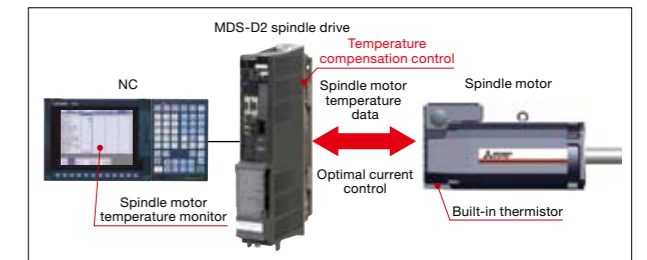 MDS-D2 spindle drive
Temperature
compensation control
NC
Spindle motor
temperature
data
Spindle motor
Optimal current
control
Spindle motor
temperature monitor
Built-in thermistor